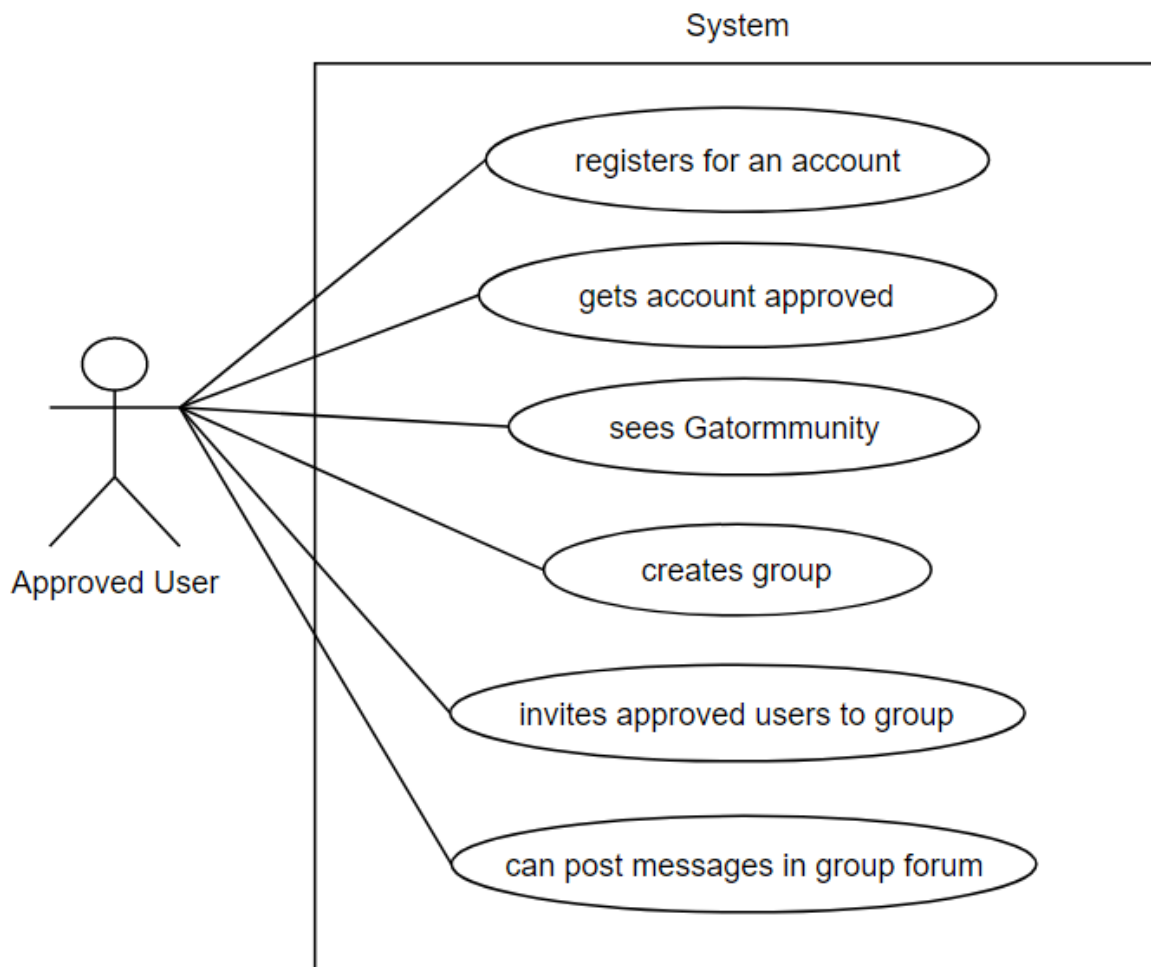 System
registers for an account
gets account approved
sees Gatormmunity
creates group
Approved User
invites approved users to group
can post messages in group forum